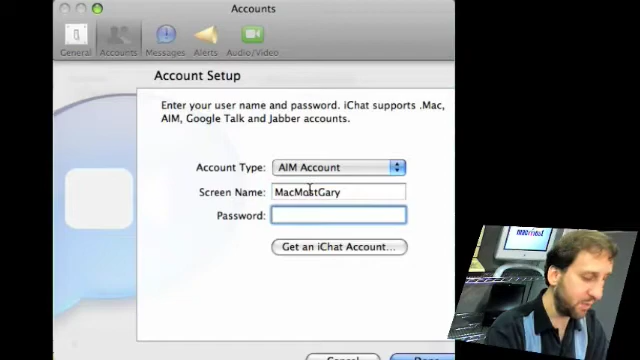 Accounts
General Accounts Messages Alerts Audio/Video
Account Setup
Enter your user name and password. iChat supports .Mac,
AIM, Google Talk and Jabber accounts.
Account Type: AIM Account
Screen Name: MacMostGary
Password:
Get an iChat Account...
Cancel Done